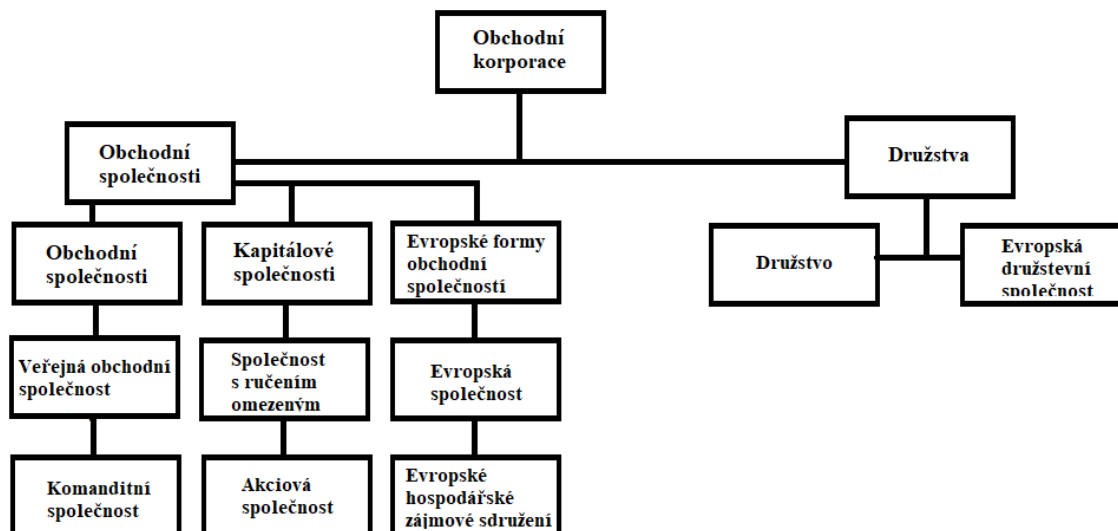 Obchodní
korporace
Obchodní
společnosti
Družstva
Obchodní
společnosti
Kapitálové
společnosti
Evropské formy
obchodní
společností
Družstvo
Evropská
družstevní
společnost
Veřejná obchodní
společnost
Společnost
s ručením
omezeným
Evropská
společnost
Komanditní
společnost
Akciová
společnost
Evropské
hospodářské
zájmové sdružení